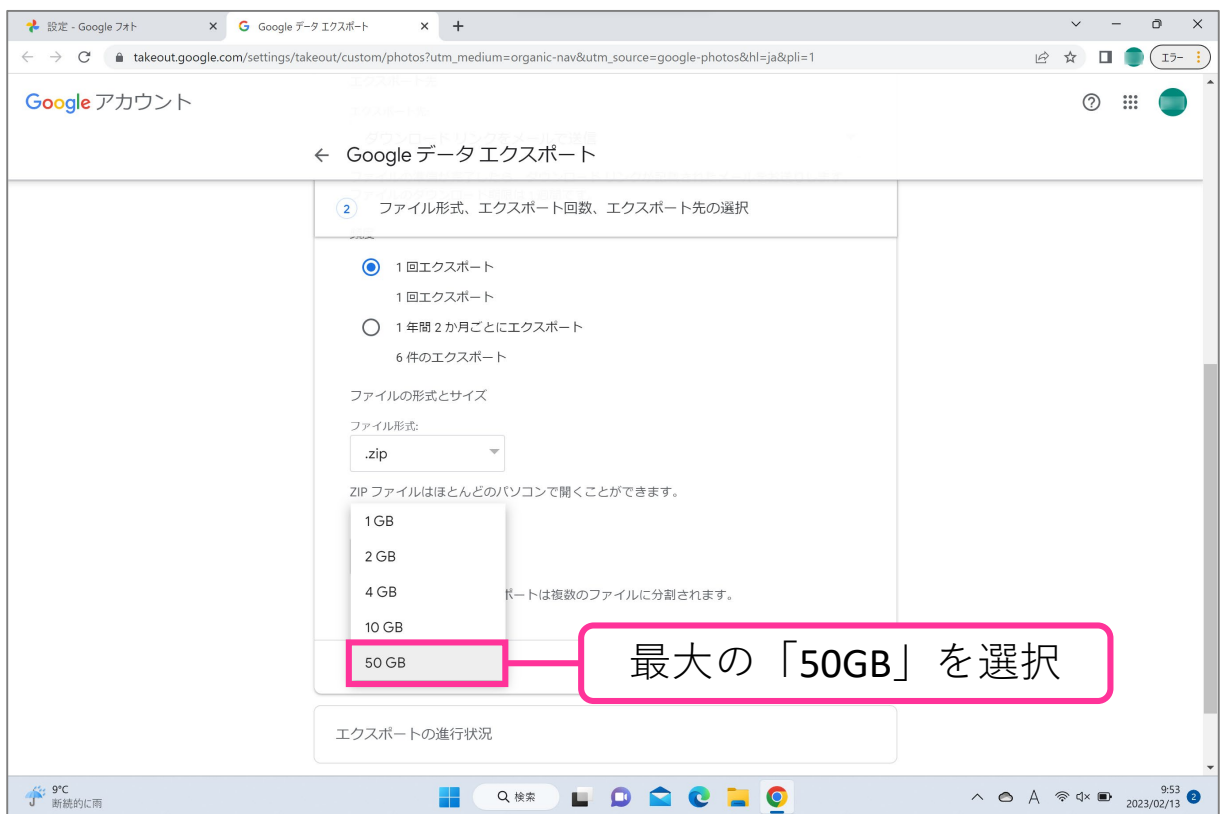 設定 - Google フォト
Google データ エクスポート
takeout.google.com/settings/takeout/custom/photos?utm_medium=organic-nav&utm_source=google-photos&hl=ja&pli=1
エラー
Google アカウント
Google データ エクスポート
2 ファイル形式、エクスポート回数、エクスポート先の選択
1 回エクスポート
1 回エクスポート
1 年間 2 か月ごとにエクスポート
6 件のエクスポート
ファイルの形式とサイズ
ファイル形式:
.zip
ZIP ファイルはほとんどのパソコンで開くことができます。
1 GB
2 GB
4 GB
ポートは複数のファイルに分割されます。
10 GB
50 GB
最大の「50GB」を選択
エクスポートの進行状況
9°C
断続的に雨
検索
A
9:53
2023/02/13
2